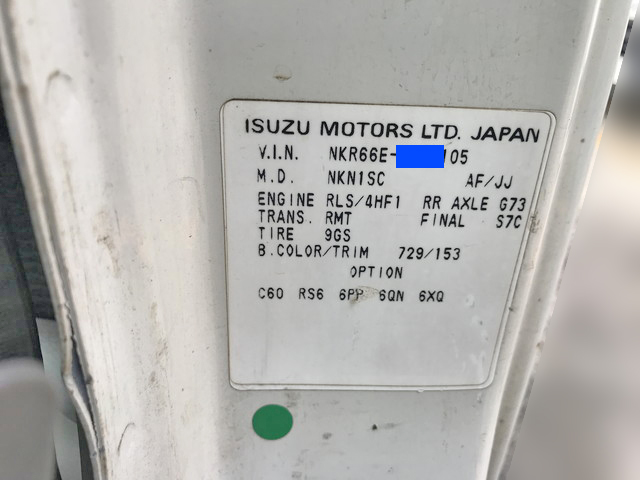 ISUZU MOTORS LTD. JAPAN
V.I.N. NKR66E- 105
M.D. NKN1SC AF/JJ
ENGINE RLS/4HF1 RR AXLE G73
TRANS. RMT FINAL S7C
TIRE 9GS
B.COLOR/TRIM 729/153
OPTION
C60 RS6 6PP 6QN 6XQ